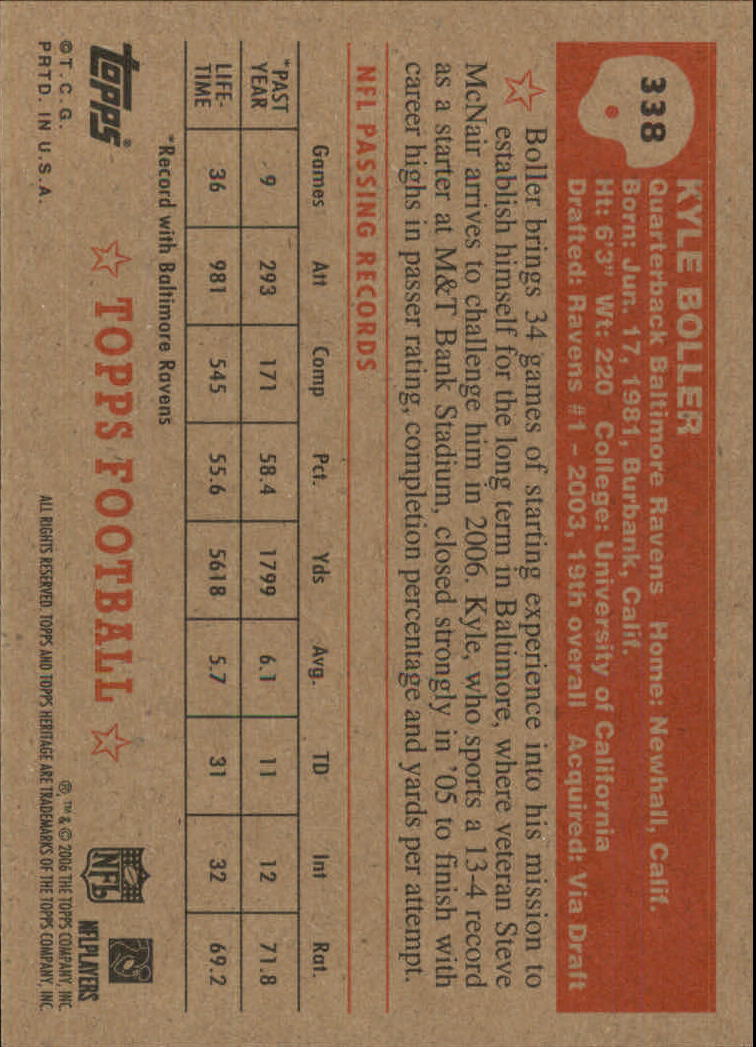 338
KYLE BOLLER
Quarterback Baltimore Ravens Home: Newhall, Calif.
Born: Jun. 17, 1981, Burbank, Calif.
Ht: 6'3" Wt: 220 College: University of California
Drafted: Ravens #1 - 2003, 19th overall Acquired: Via Draft
Boller brings 34 games of starting experience into his mission to
establish himself for the long term in Baltimore, where veteran Steve
McNair arrives to challenge him in 2006. Kyle, who sports a 13-4 record
as a starter at M&T Bank Stadium, closed strongly in '05 to finish with
career highs in passer rating, completion percentage and yards per attempt.
NFL PASSING RECORDS
Games Att Comp Pct. Yds Avg. TD Int Rat.
*PAST
YEAR 9 293 171 58.4 1799 6.1 11 12 71.8
LIFE-
TIME 36 981 545 55.6 5618 5.7 31 32 69.2
*Record with Baltimore Ravens
topps®
©T.C.G.
PRTD. IN U.S.A.
TOPPS FOOTBALL
NFL
NFLPLAYERS
®, ™ & © 2006 THE TOPPS COMPANY, INC.
ALL RIGHTS RESERVED. TOPPS AND TOPPS HERITAGE ARE TRADEMARKS OF THE TOPPS COMPANY, INC.